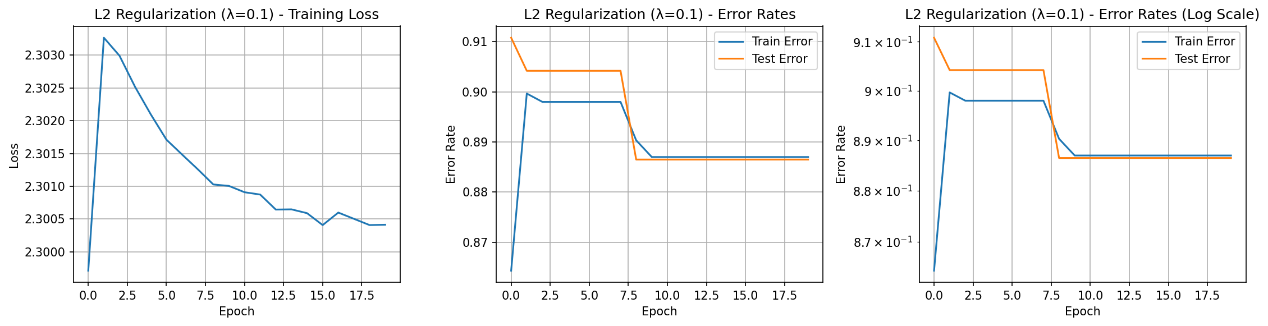 L2 Regularization (λ=0.1) - Training Loss
Loss
2.3030
2.3025
2.3020
2.3015
2.3010
2.3005
2.3000
0.0 2.5 5.0 7.5 10.0 12.5 15.0 17.5
Epoch
L2 Regularization (λ=0.1) - Error Rates
Error Rate
0.91
0.90
0.89
0.88
0.87
Train Error
Test Error
0.0 2.5 5.0 7.5 10.0 12.5 15.0 17.5
Epoch
L2 Regularization (λ=0.1) - Error Rates (Log Scale)
Error Rate
9.1 × 10⁻¹
9 × 10⁻¹
8.9 × 10⁻¹
8.8 × 10⁻¹
8.7 × 10⁻¹
Train Error
Test Error
0.0 2.5 5.0 7.5 10.0 12.5 15.0 17.5
Epoch